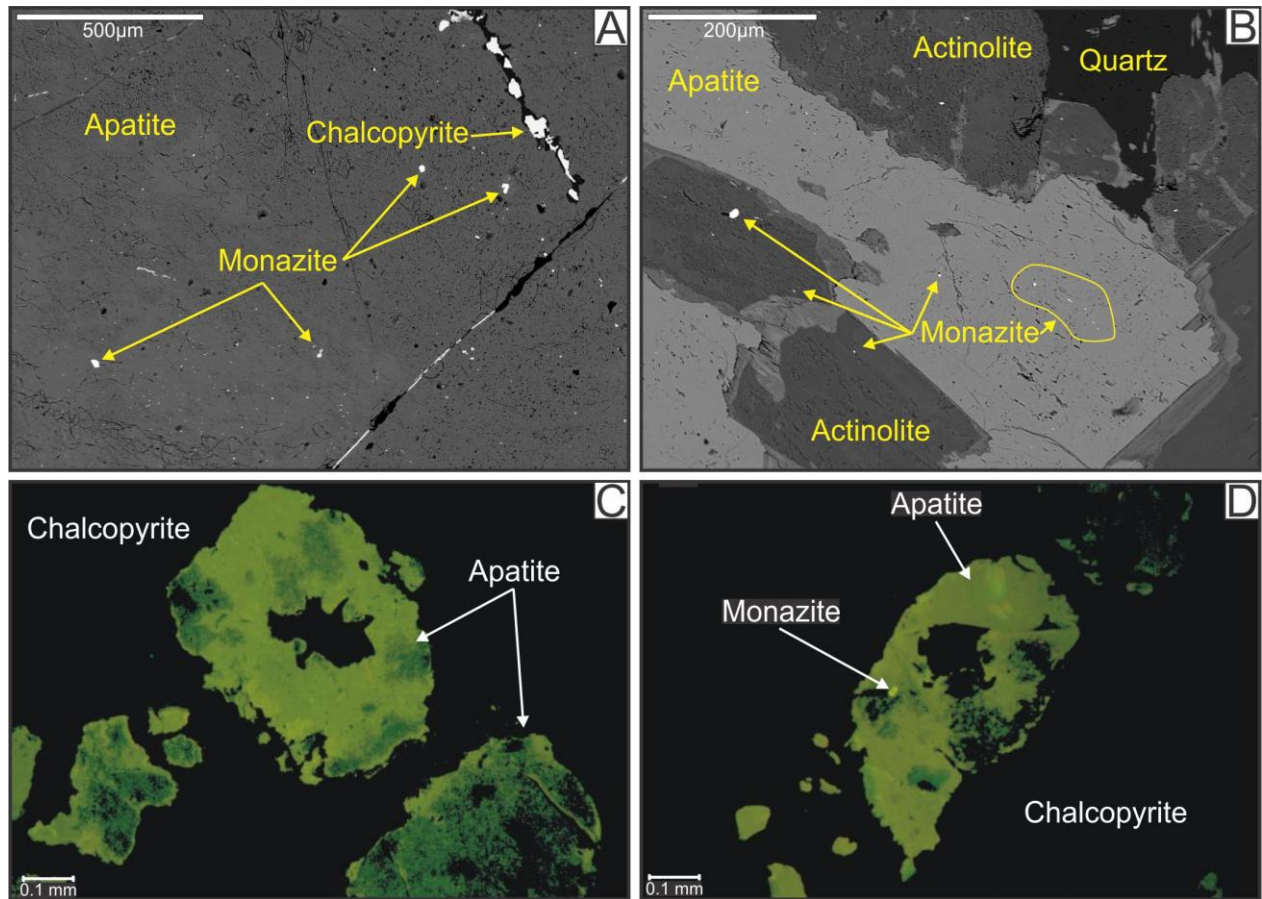 500µm
A
Apatite
Chalcopyrite
Monazite
200µm
B
Actinolite
Quartz
Apatite
Monazite
Actinolite
C
Chalcopyrite
Apatite
0.1 mm
D
Apatite
Monazite
Chalcopyrite
0.1 mm